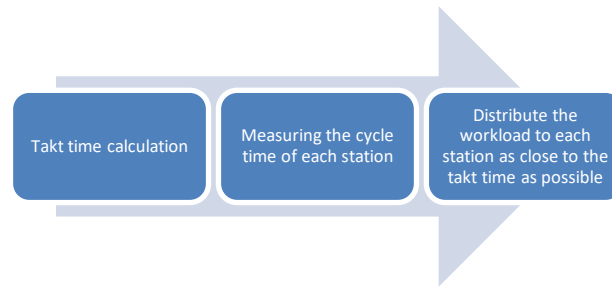 Takt time calculation
Measuring the cycle
time of each station
Distribute the
workload to each
station as close to the
takt time as possible